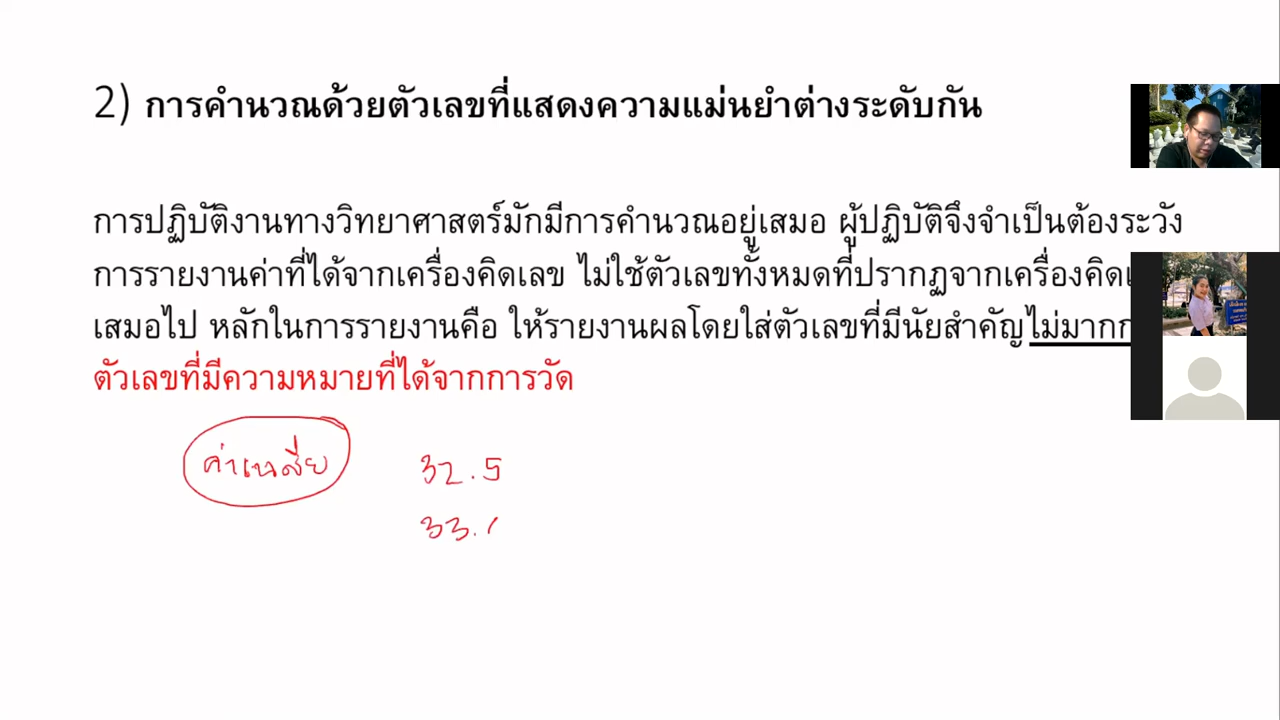 2) การคำนวณด้วยตัวเลขที่แสดงความแม่นยำต่างระดับกัน
การปฏิบัติงานทางวิทยาศาสตร์มักมีการคำนวณอยู่เสมอ ผู้ปฏิบัติจึงจำเป็นต้องระวัง
การรายงานค่าที่ได้จากเครื่องคิดเลข ไม่ใช้ตัวเลขทั้งหมดที่ปรากฏจากเครื่องคิด
เสมอไป หลักในการรายงานคือ ให้รายงานผลโดยใส่ตัวเลขที่มีนัยสำคัญไม่มาก
ตัวเลขที่มีความหมายที่ได้จากการวัด
ค่าเฉลี่ย
32.5
33.